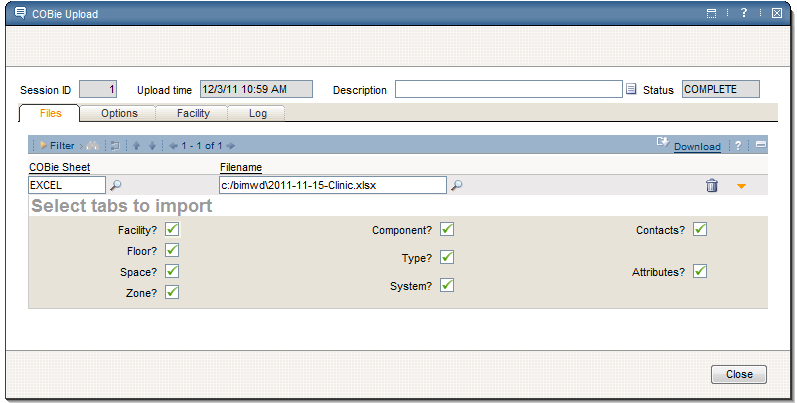 COBie Upload ?
Session ID 1 Upload time 12/3/11 10:59 AM Description Status COMPLETE
Files Options Facility Log
Filter 1 - 1 of 1 Download ?
COBie Sheet Filename
EXCEL c:/bimwd\2011-11-15-Clinic.xlsx
Select tabs to import
Facility? Component? Contacts?
Floor?
Type?
Space? Attributes?
System?
Zone?
Close